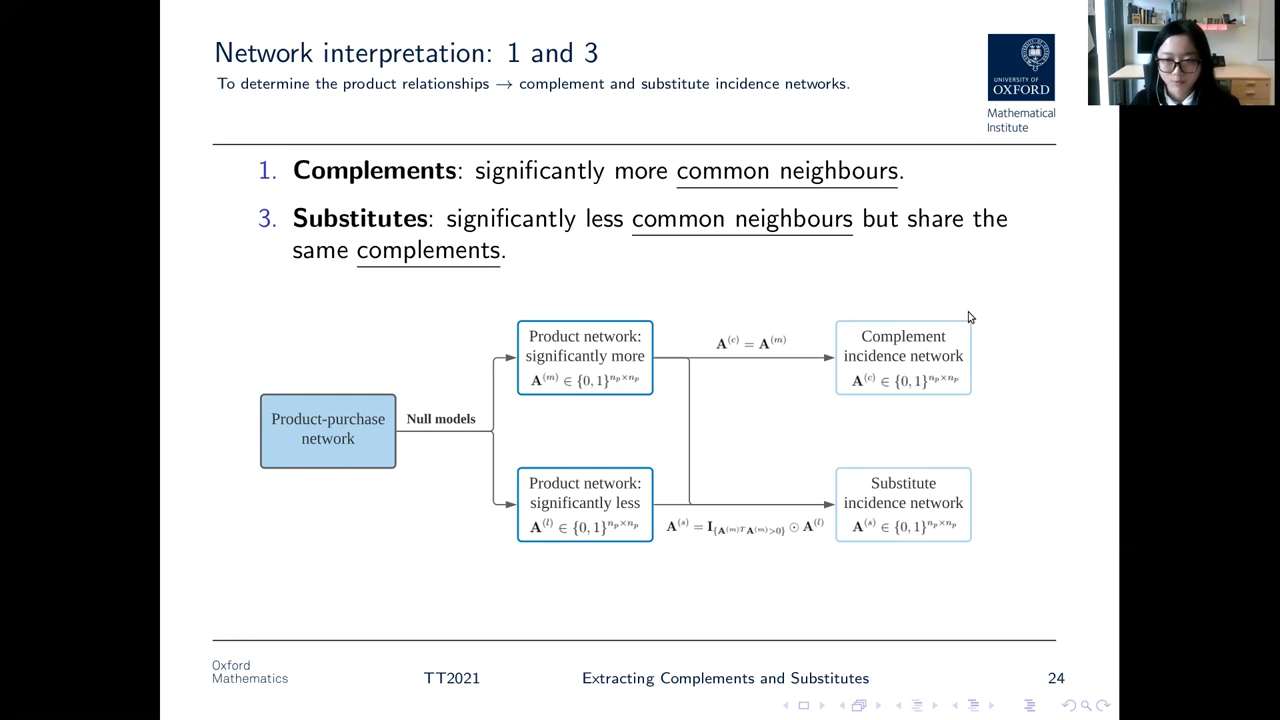 Network interpretation: 1 and 3
To determine the product relationships → complement and substitute incidence networks.
UNIVERSITY OF
OXFORD
Mathematical
Institute
1. Complements: significantly more common neighbours.
3. Substitutes: significantly less common neighbours but share the
same complements.
Product-purchase
network
Null models
Product network:
significantly more
A^(m) ∈ {0, 1}^{n_p×n_p}
A^(c) = A^(m)
Complement
incidence network
A^(c) ∈ {0, 1}^{n_p×n_p}
Product network:
significantly less
A^(l) ∈ {0, 1}^{n_p×n_p}
A^(s) = I_{{A^(m)T A^(m)>0}} ⊙ A^(l)
Substitute
incidence network
A^(s) ∈ {0, 1}^{n_p×n_p}
Oxford
Mathematics
TT2021
Extracting Complements and Substitutes
24